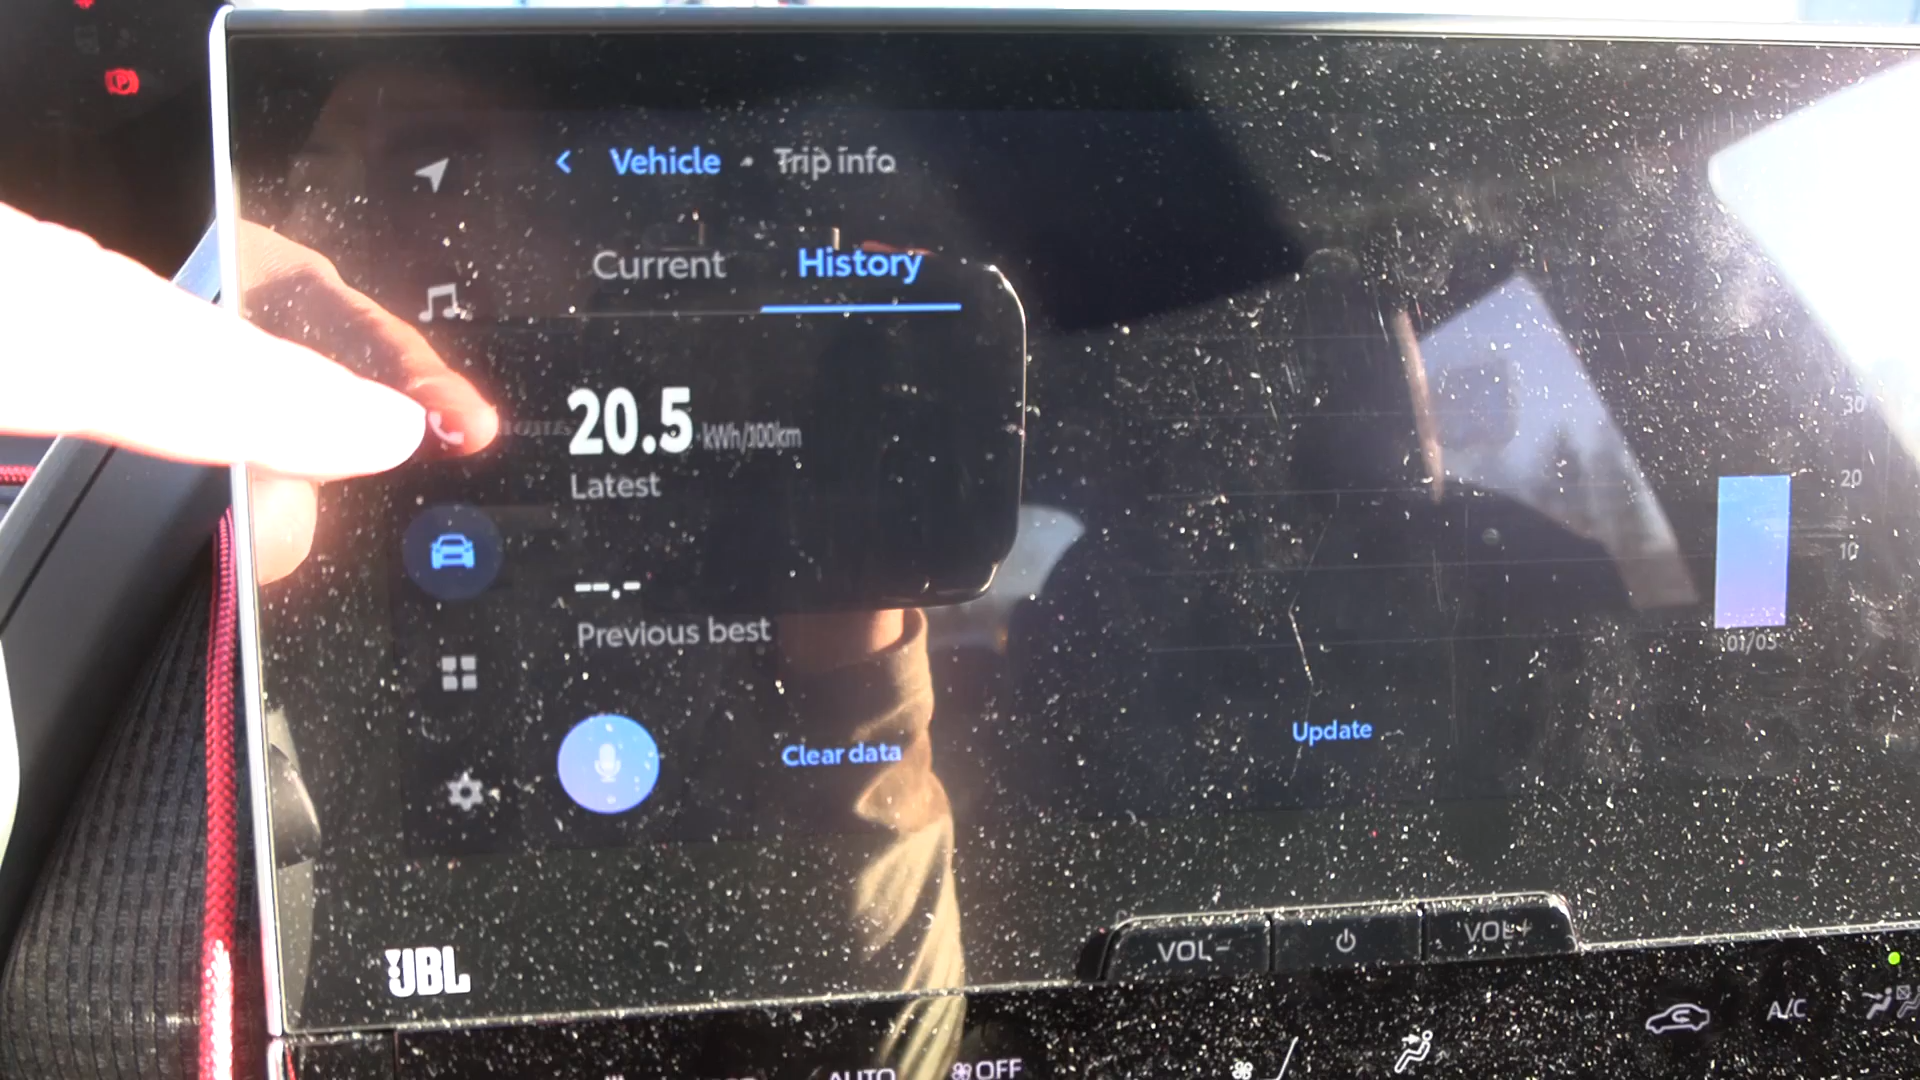 Vehicle • Trip info
Current History
20.5 kWh/100km
Latest
--.-
Previous best
Clear data
Update
30
20
10
01/05
JBL
VOL- VOL+
A/C
AUTO OFF